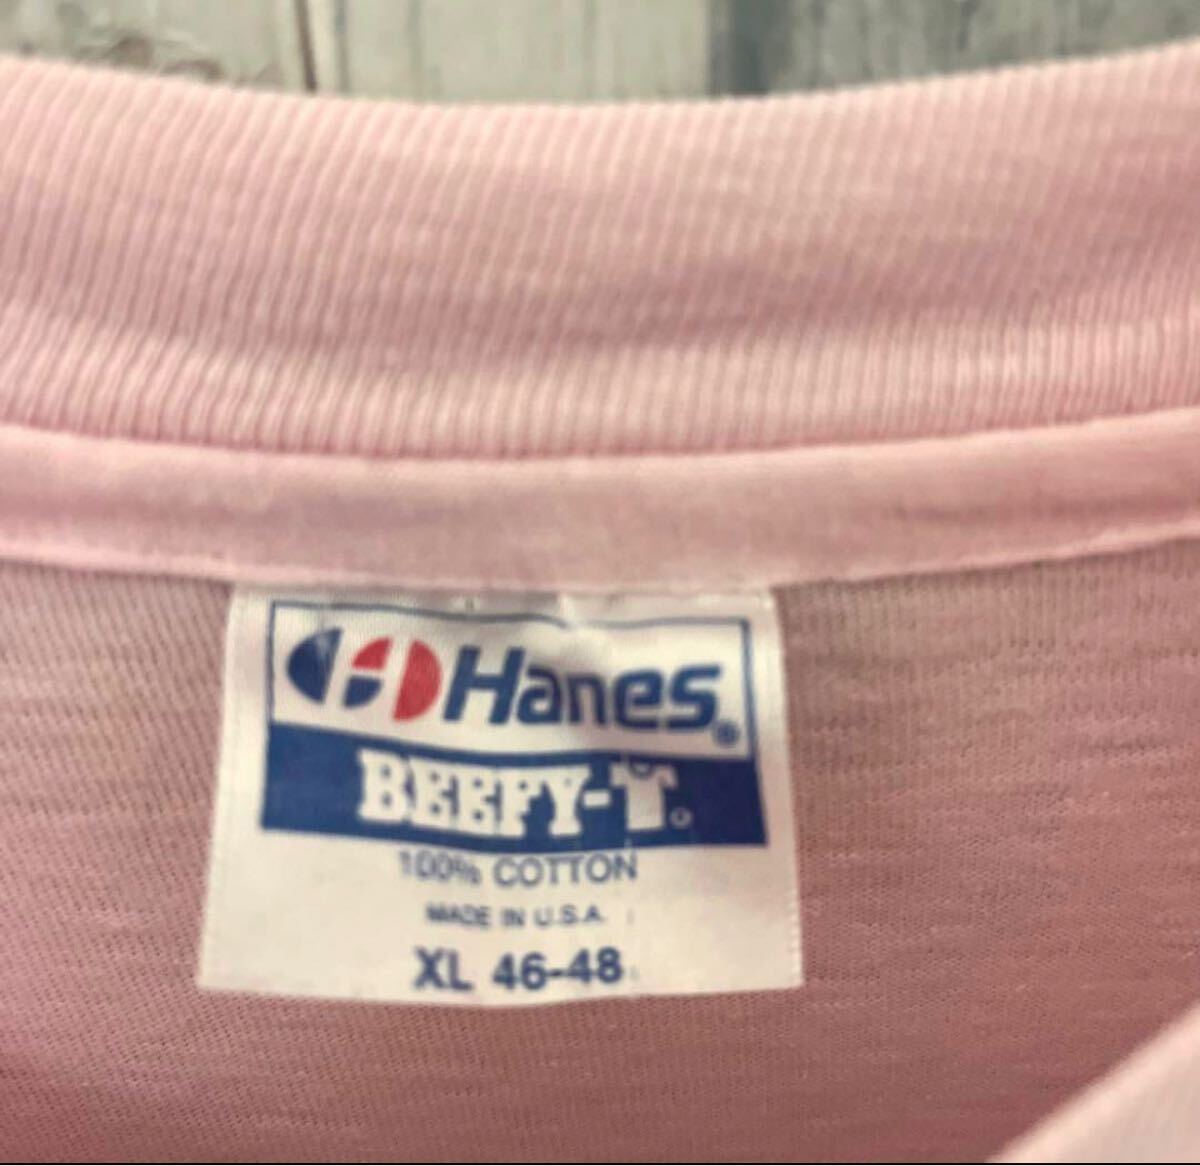 Hanes®
BEEFY-T®
100% COTTON
MADE IN U.S.A.
XL 46-48